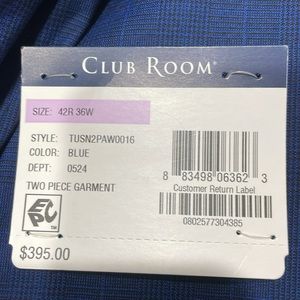 CLUB ROOM®
SIZE: 42R 36W
STYLE: TUSN2PAW0016
COLOR: BLUE
DEPT: 0524
TWO PIECE GARMENT
8 83498 06362 3
Customer Return Label
0802577304385
EPC™
$395.00